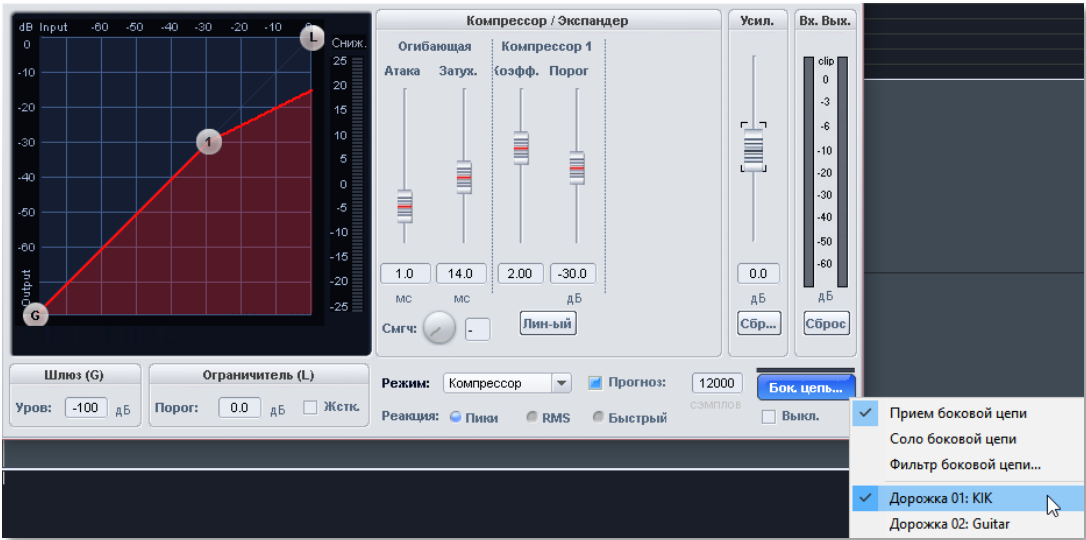 dB Input -60 -50 -40 -30 -20 -10 0
0
-10
-20
-30
-40
-50
-60
Output
L
1
G
Сниж.
25
20
15
10
5
0
-5
-10
-15
-20
-25
Компрессор / Экспандер
Огибающая Компрессор 1
Атака Затух. Коэфф. Порог
1.0 14.0 2.00 -30.0
мс мс дБ
Смгч: - Лин-ый
Усил.
0.0
дБ
Сбр...
Вх. Вых.
clip
0
-3
-6
-10
-20
-30
-40
-50
-60
дБ
Сброс
Шлюз (G)
Уров: -100 дБ
Ограничитель (L)
Порог: 0.0 дБ Жстк.
Режим: Компрессор Прогноз: 12000 Бок. цепь...
сэмплов
Реакция: Пики RMS Быстрый Выкл.
Прием боковой цепи
Соло боковой цепи
Фильтр боковой цепи...
Дорожка 01: KIK
Дорожка 02: Guitar